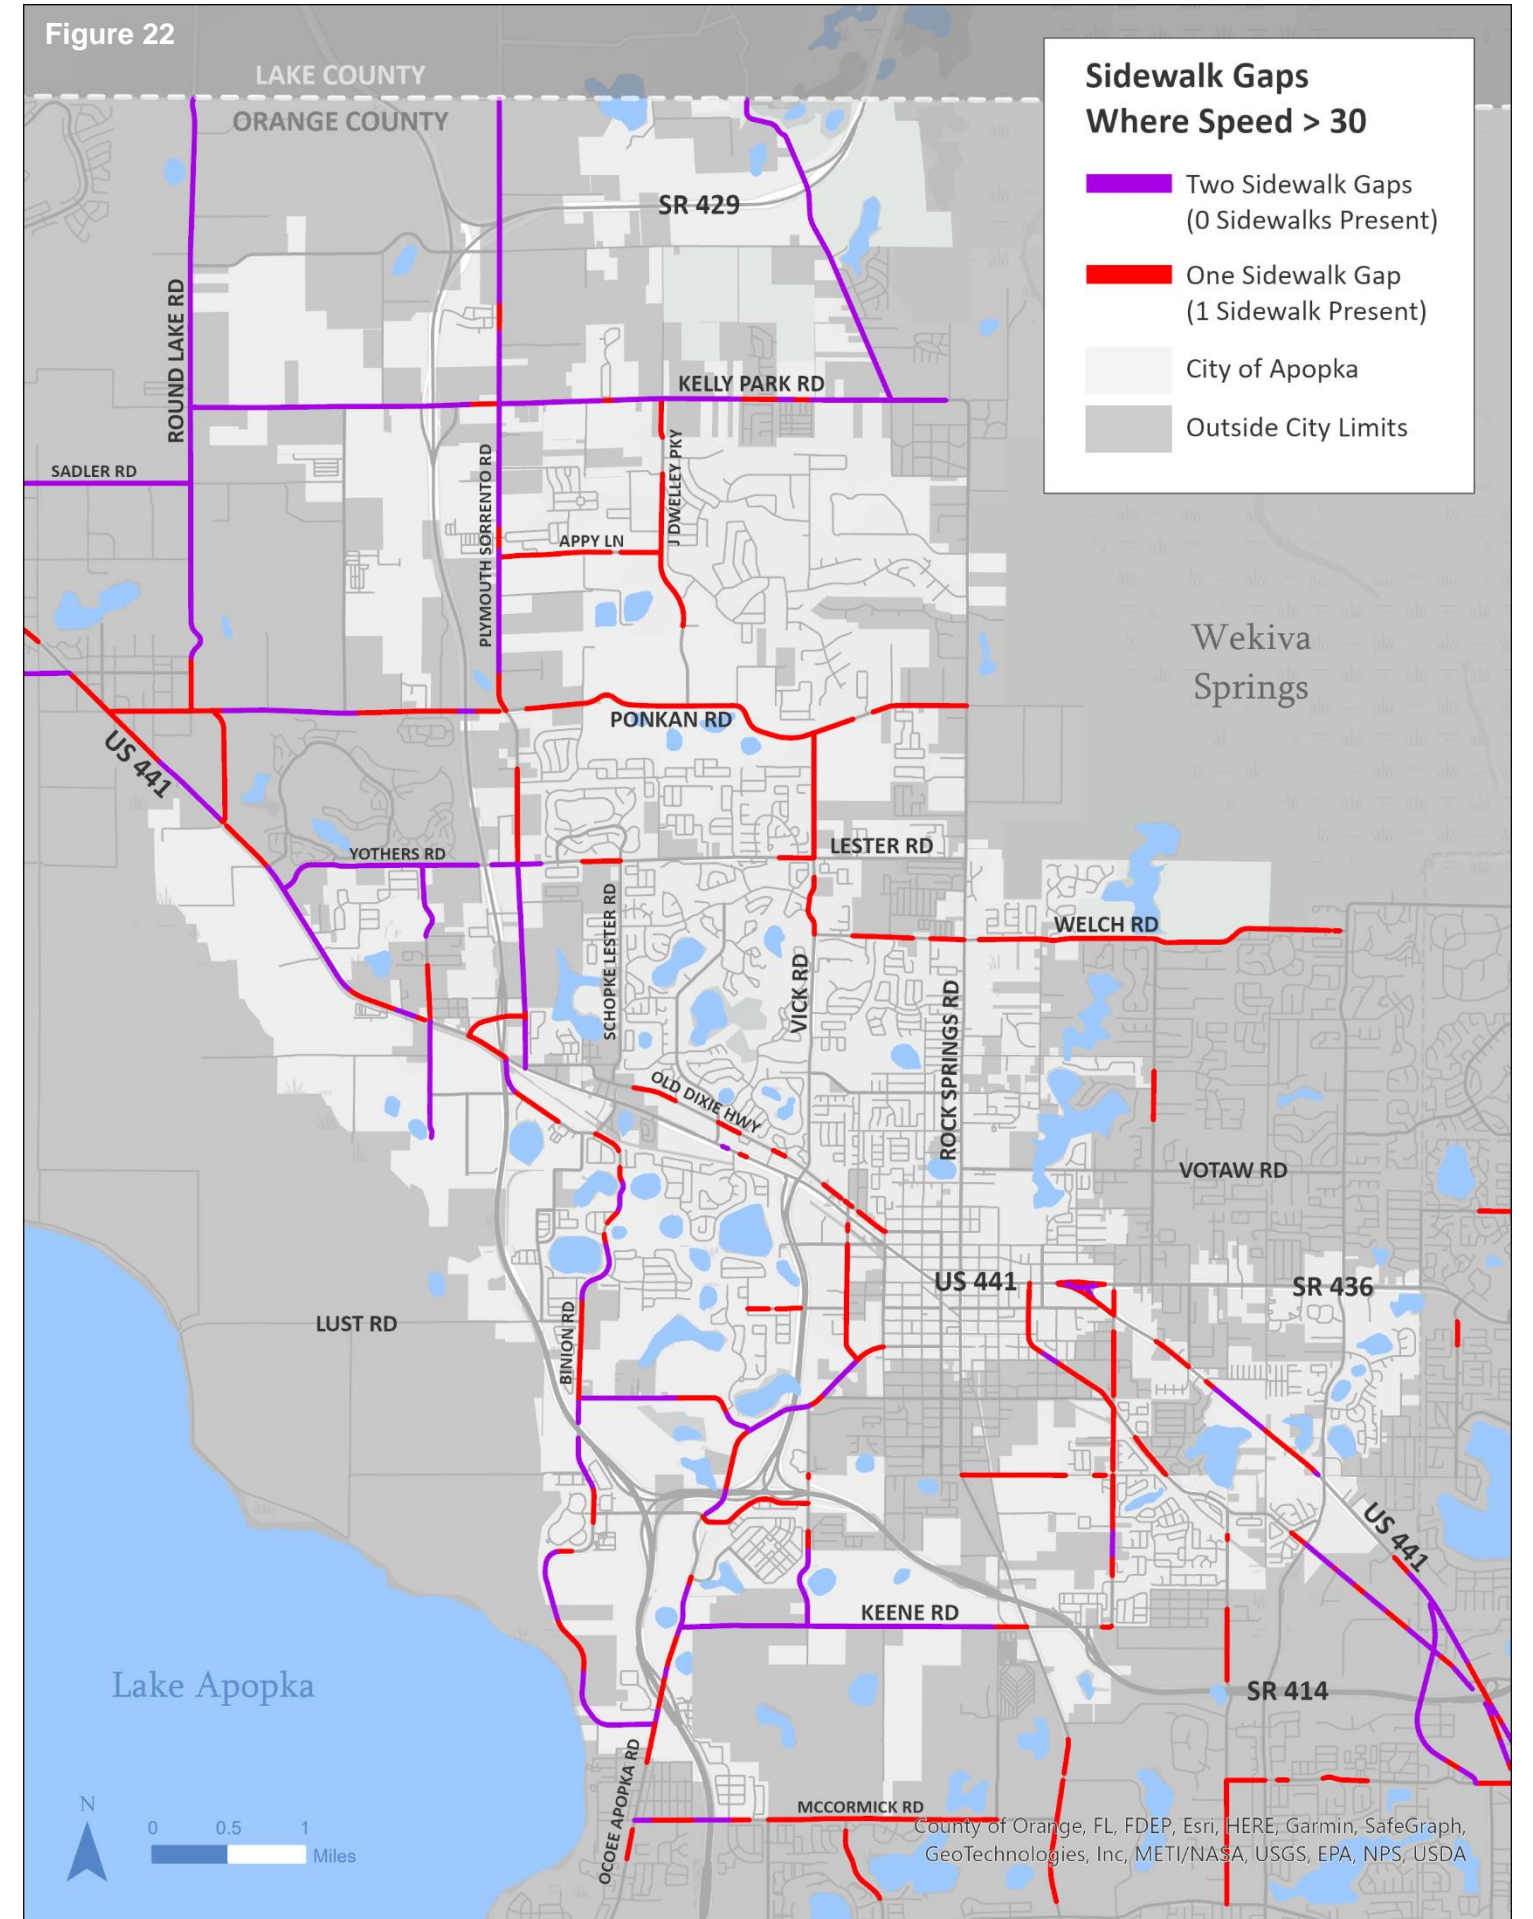 Figure 22
LAKE COUNTY
ORANGE COUNTY
Sidewalk Gaps
Where Speed > 30
Two Sidewalk Gaps
(0 Sidewalks Present)
One Sidewalk Gap
(1 Sidewalk Present)
City of Apopka
Outside City Limits
SR 429
ROUND LAKE RD
KELLY PARK RD
SADLER RD
PLYMOUTH SORRENTO RD
J DWELLEY PKY
APPY LN
Wekiva
Springs
PONKAN RD
US 441
YOTHERS RD
LESTER RD
SCHOPKE LESTER RD
WELCH RD
VICK RD
ROCK SPRINGS RD
OLD DIXIE HWY
VOTAW RD
US 441
SR 436
LUST RD
BINION RD
US 441
KEENE RD
Lake Apopka
SR 414
OCOEE APOPKA RD
MCCORMICK RD
N
0 0.5 1
Miles
County of Orange, FL, FDEP, Esri, HERE, Garmin, SafeGraph,
GeoTechnologies, Inc, METI/NASA, USGS, EPA, NPS, USDA